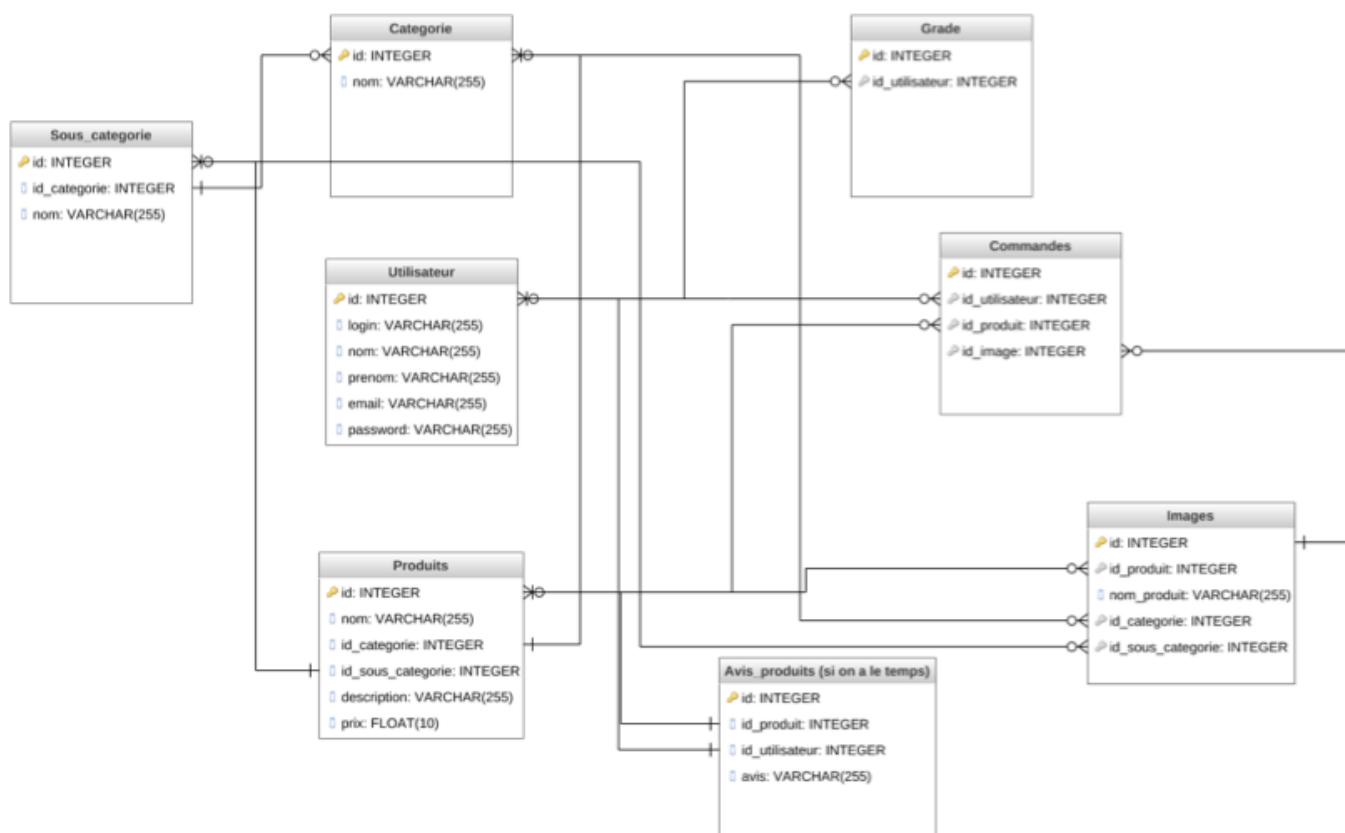 Categorie
id: INTEGER
nom: VARCHAR(255)
Grade
id: INTEGER
id_utilisateur: INTEGER
Sous_categorie
id: INTEGER
id_categorie: INTEGER
nom: VARCHAR(255)
Utilisateur
id: INTEGER
login: VARCHAR(255)
nom: VARCHAR(255)
prenom: VARCHAR(255)
email: VARCHAR(255)
password: VARCHAR(255)
Commandes
id: INTEGER
id_utilisateur: INTEGER
id_produit: INTEGER
id_image: INTEGER
Images
id: INTEGER
id_produit: INTEGER
nom_produit: VARCHAR(255)
id_categorie: INTEGER
id_sous_categorie: INTEGER
Produits
id: INTEGER
nom: VARCHAR(255)
id_categorie: INTEGER
id_sous_categorie: INTEGER
description: VARCHAR(255)
prix: FLOAT(10)
Avis_produits (si on a le temps)
id: INTEGER
id_produit: INTEGER
id_utilisateur: INTEGER
avis: VARCHAR(255)